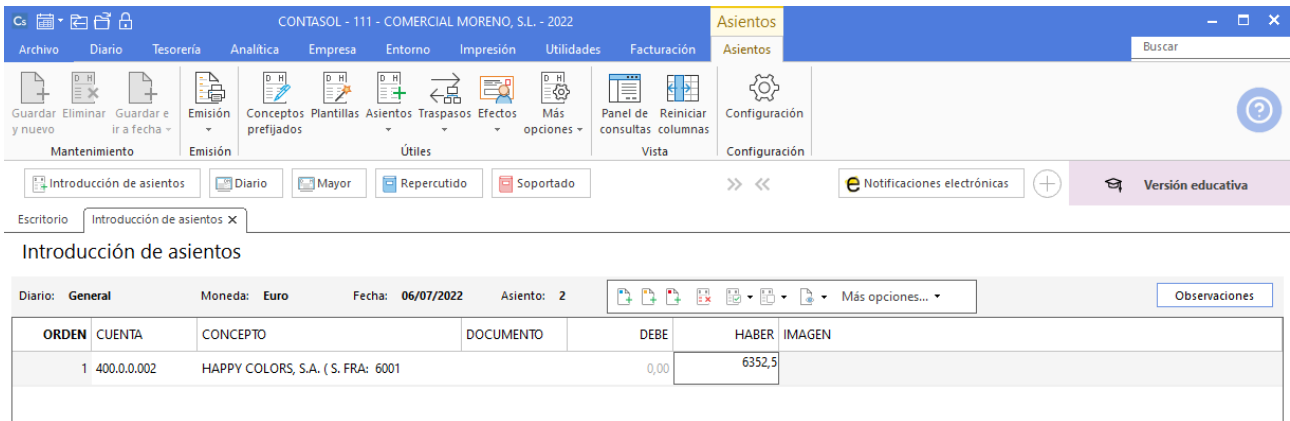 Cs CONTASOL - 111 - COMERCIAL MORENO, S.L. - 2022 Asientos
Archivo Diario Tesorería Analítica Empresa Entorno Impresión Utilidades Facturación Asientos Buscar
Guardar y nuevo
Eliminar
Guardar e ir a fecha
Emisión
Conceptos prefijados
Plantillas
Asientos
Traspasos
Efectos
Más opciones
Panel de consultas
Reiniciar columnas
Configuración
Mantenimiento Emisión Útiles Vista Configuración
Introducción de asientos Diario Mayor Repercutido Soportado Notificaciones electrónicas Versión educativa
Escritorio Introducción de asientos
Introducción de asientos
Diario: General Moneda: Euro Fecha: 06/07/2022 Asiento: 2 Más opciones... Observaciones
ORDEN CUENTA CONCEPTO DOCUMENTO DEBE HABER IMAGEN
1 400.0.0.002 HAPPY COLORS, S.A. ( S. FRA: 6001 0,00 6352,5